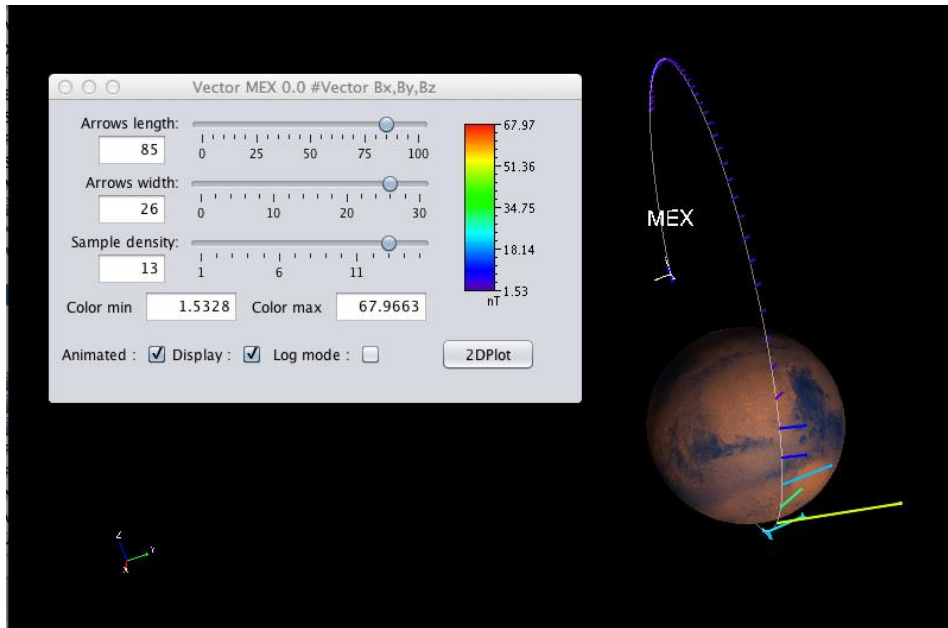 Vector MEX 0.0 #Vector Bx,By,Bz
Arrows length:
85
0 25 50 75 100
Arrows width:
26
0 10 20 30
Sample density:
13
1 6 11
67.97
51.36
34.75
18.14
1.53
nT
Color min 1.5328 Color max 67.9663
Animated : Display : Log mode : 2DPlot
MEX
Z
Y
X